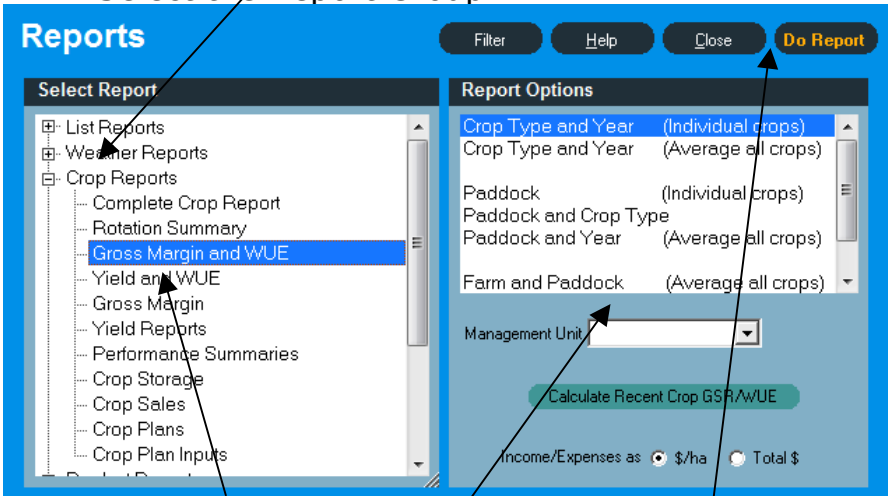 Reports
Filter
Help
Close
Do Report
Select Report
List Reports
Weather Reports
Crop Reports
Complete Crop Report
Rotation Summary
Gross Margin and WUE
Yield and WUE
Gross Margin
Yield Reports
Performance Summaries
Crop Storage
Crop Sales
Crop Plans
Crop Plan Inputs
Report Options
Crop Type and Year (Individual crops)
Crop Type and Year (Average all crops)
Paddock (Individual crops)
Paddock and Crop Type
Paddock and Year (Average all crops)
Farm and Paddock (Average all crops)
Management Unit
Calculate Recent Crop GSR/WUE
Income/Expenses as $/ha Total $